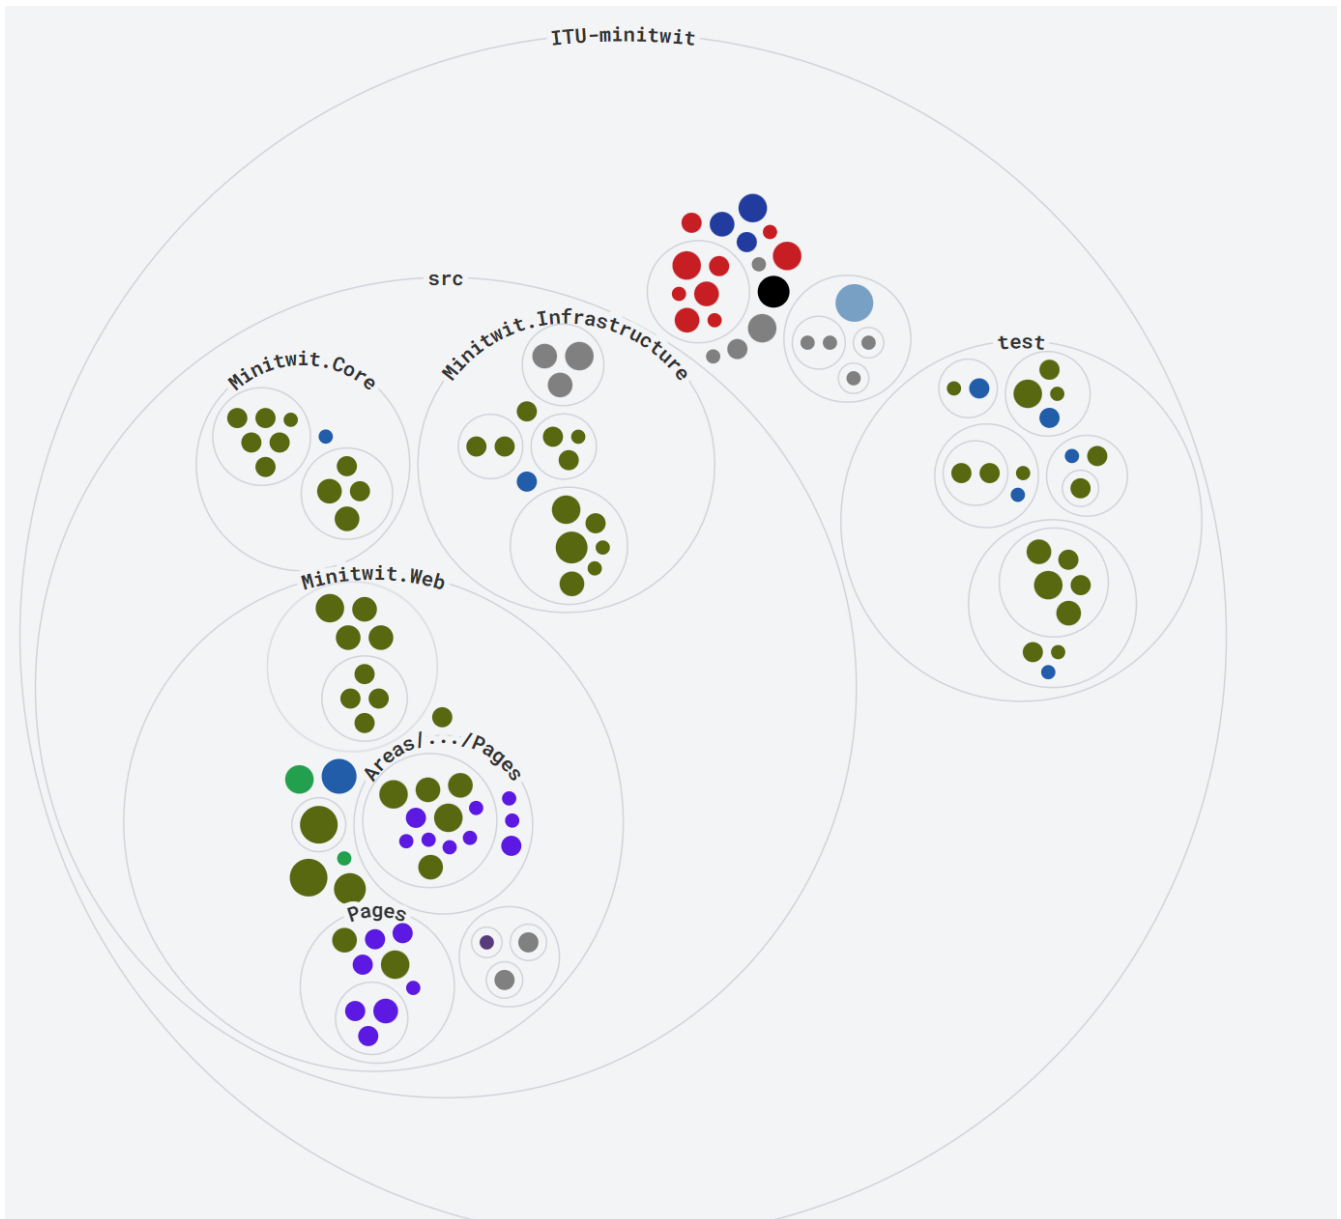 ITU-minitwit
src
Minitwit.Infrastructure
test
Minitwit.Core
Minitwit.Web
Areas/.../Pages
Pages